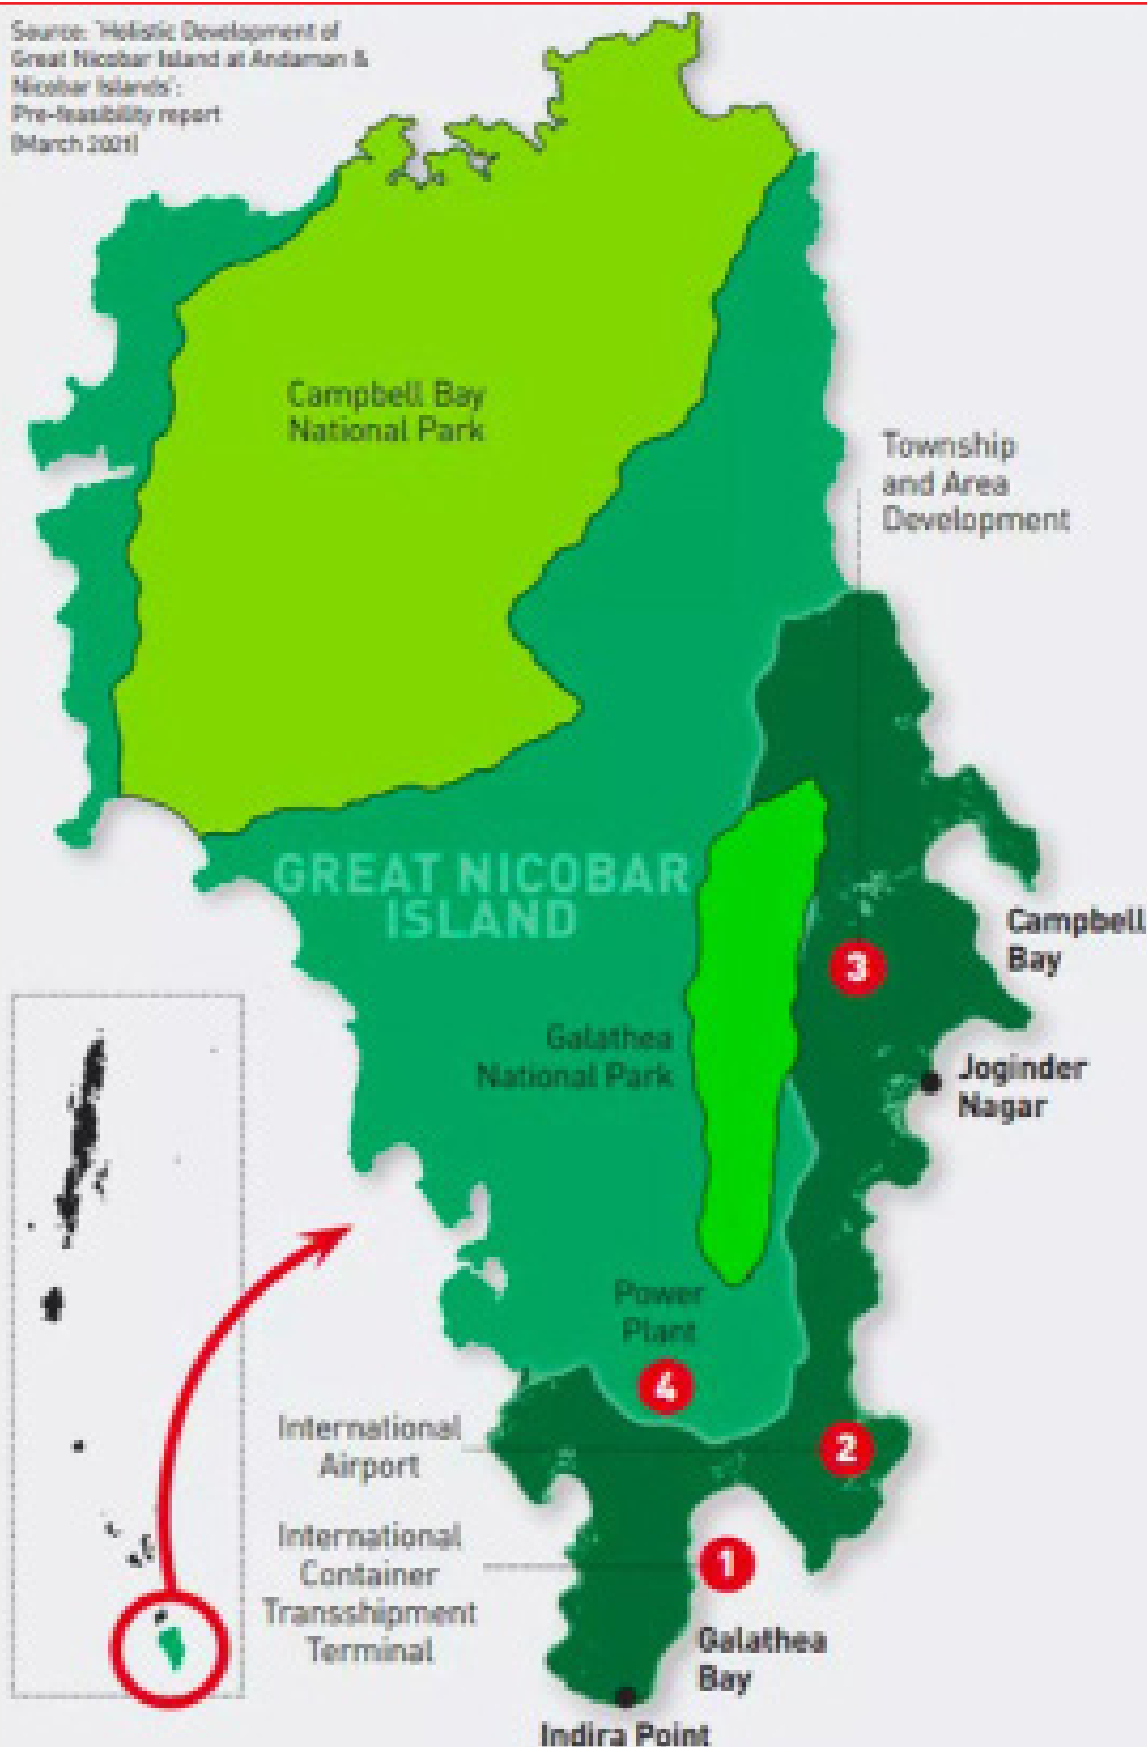 Source: 'Holistic Development of
Great Nicobar Island at Andaman &
Nicobar Islands':
Pre-feasibility report
(March 2021)
Campbell Bay
National Park
Township
and Area
Development
GREAT NICOBAR
ISLAND
Campbell
Bay
3
Galathea
National Park
Joginder
Nagar
Power
Plant
4
International
Airport
2
International
Container
Transshipment
Terminal
1
Galathea
Bay
Indira Point